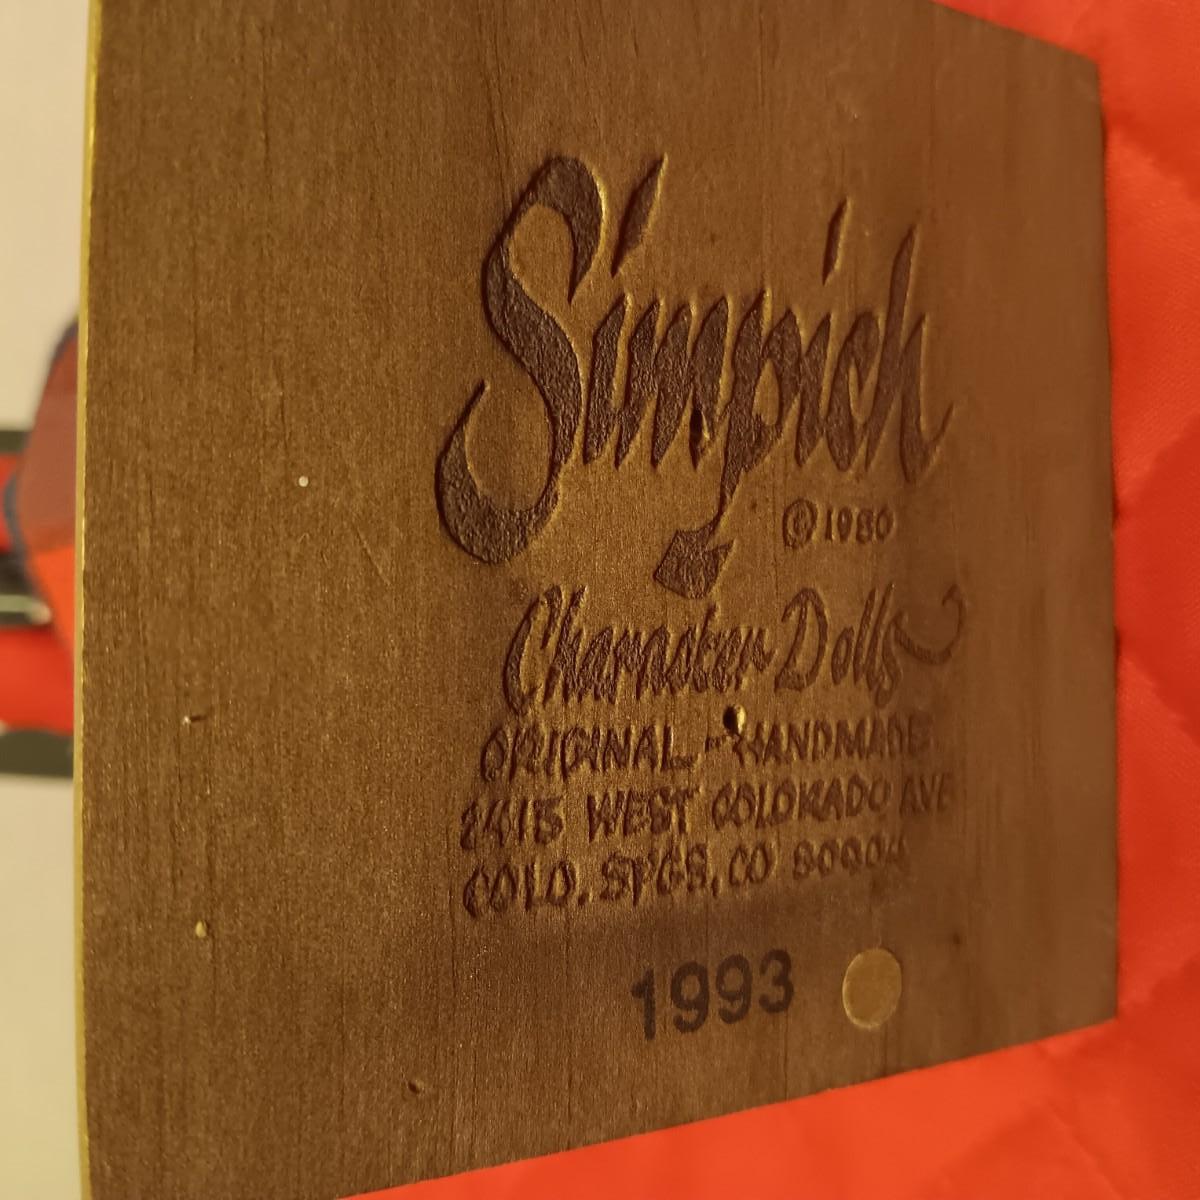 Simpich
©1980
Character Dolls
ORIGINAL - HANDMADE
2413 WEST COLORADO AVE
COLO. SPGS, CO 80904
1993